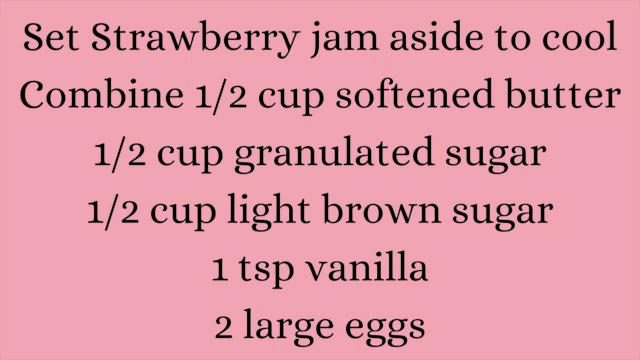 Set Strawberry jam aside to cool
Combine 1/2 cup softened butter
1/2 cup granulated sugar
1/2 cup light brown sugar
1 tsp vanilla
2 large eggs